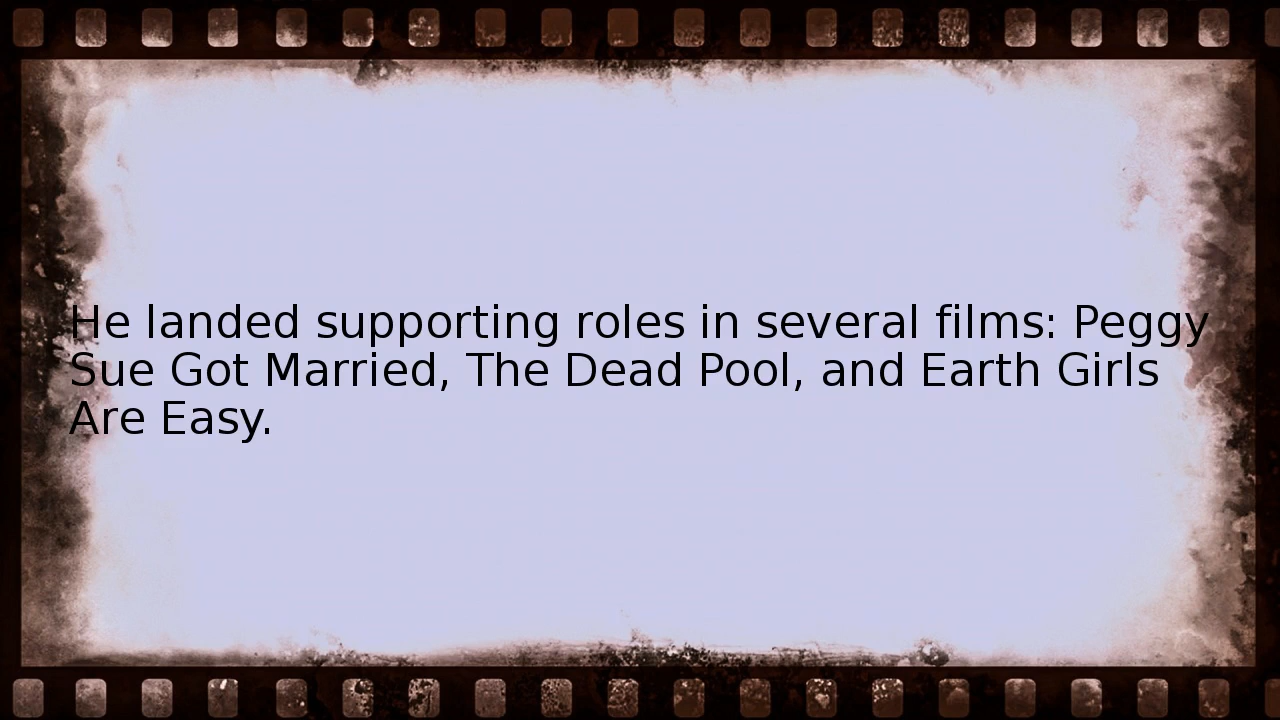 He landed supporting roles in several films: Peggy
Sue Got Married, The Dead Pool, and Earth Girls
Are Easy.